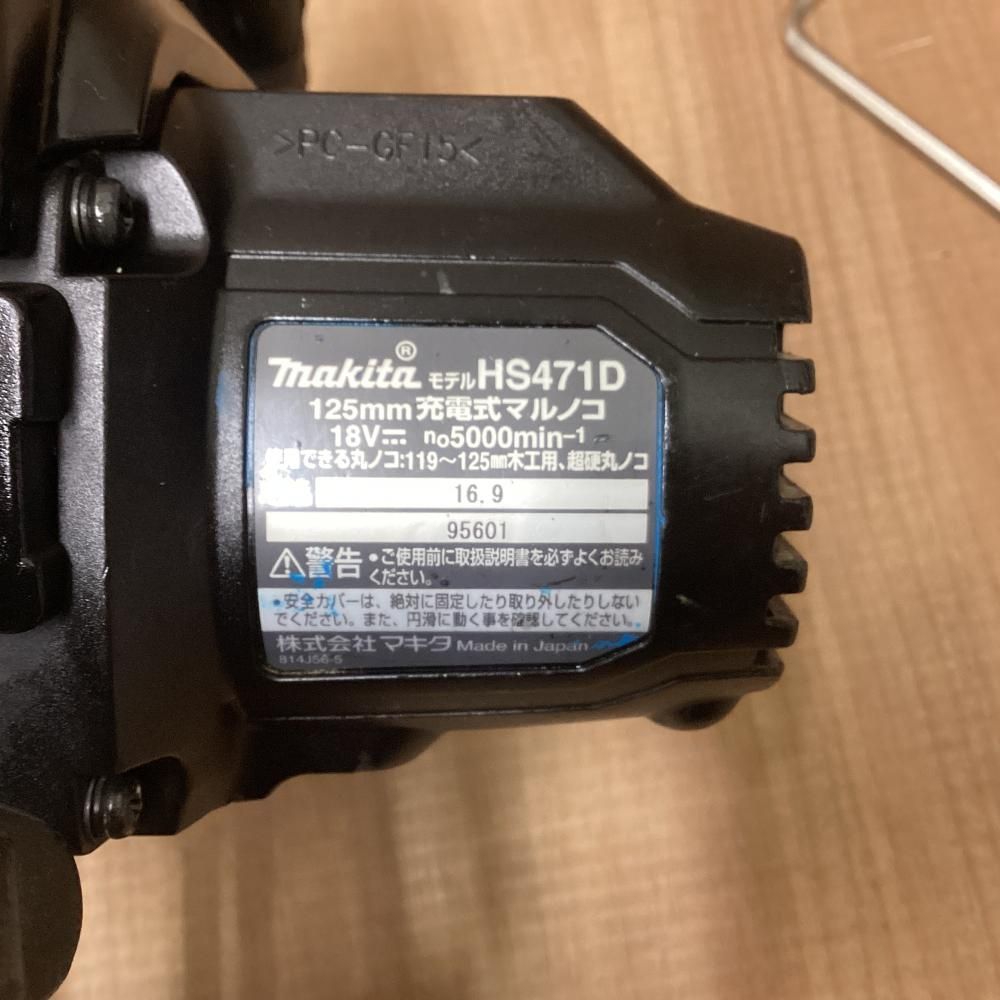 >PC-GF15<
makita® モデル HS471D
125mm 充電式マルノコ
18V⎓ n₀5000min⁻¹
使用できる丸ノコ:119～125㎜木工用、超硬丸ノコ
16.9
95601
⚠警告 •ご使用前に取扱説明書を必ずよくお読み
ください。
•安全カバーは、絶対に固定したり取り外したりしない
でください。また、円滑に動く事を確認してください。
株式会社 マキタ Made in Japan
814J56-5